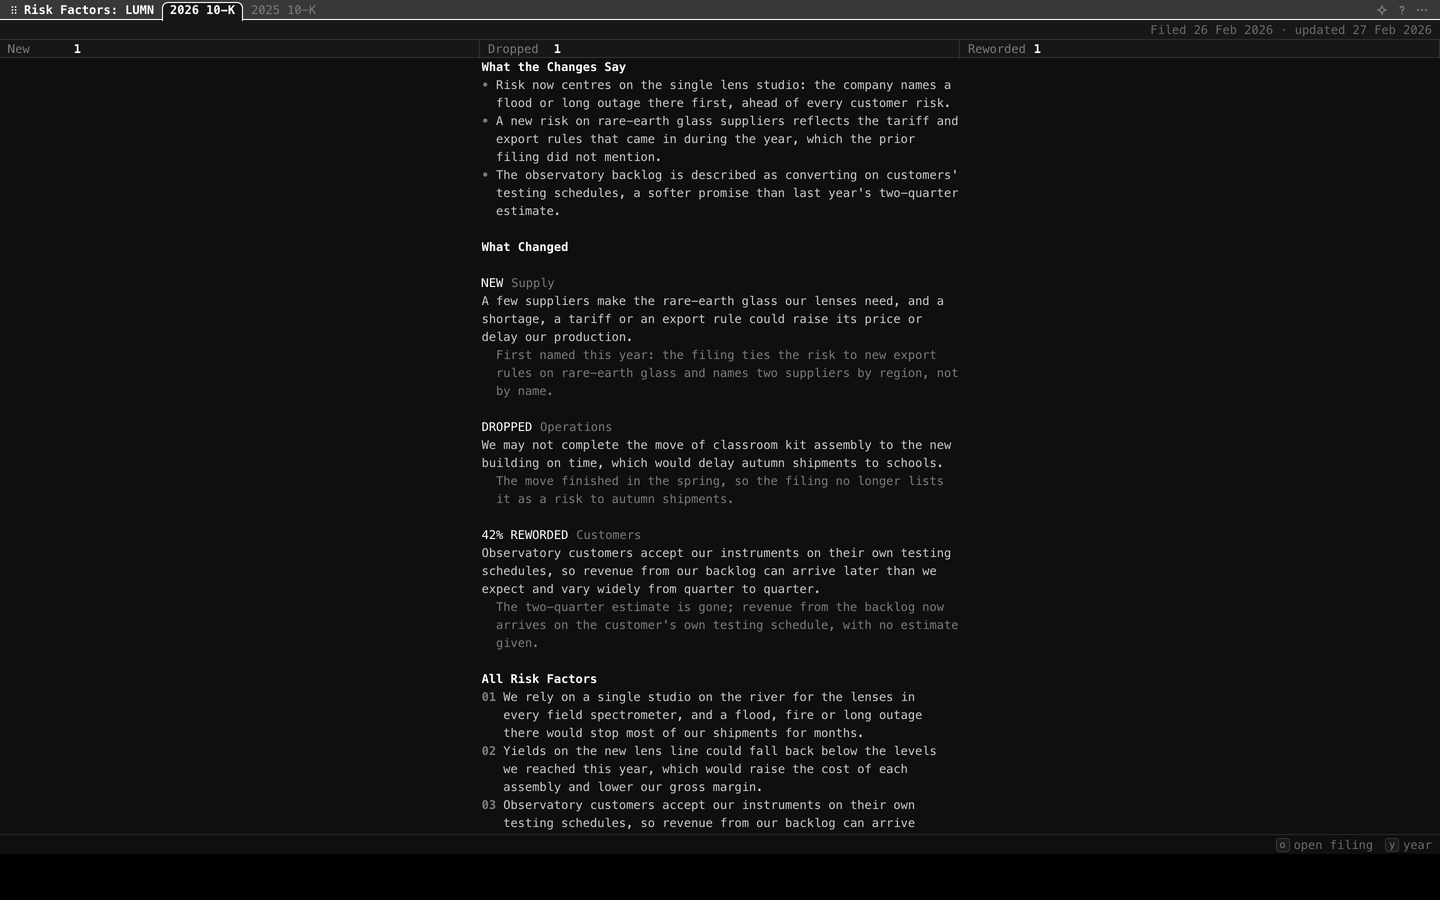 ⠿ Risk Factors: LUMN 2026 10-K 2025 10-K ? ···
Filed 26 Feb 2026 · updated 27 Feb 2026
New 1 Dropped 1 Reworded 1
What the Changes Say
• Risk now centres on the single lens studio: the company names a
flood or long outage there first, ahead of every customer risk.
• A new risk on rare-earth glass suppliers reflects the tariff and
export rules that came in during the year, which the prior
filing did not mention.
• The observatory backlog is described as converting on customers'
testing schedules, a softer promise than last year's two-quarter
estimate.
What Changed
NEW Supply
A few suppliers make the rare-earth glass our lenses need, and a
shortage, a tariff or an export rule could raise its price or
delay our production.
First named this year: the filing ties the risk to new export
rules on rare-earth glass and names two suppliers by region, not
by name.
DROPPED Operations
We may not complete the move of classroom kit assembly to the new
building on time, which would delay autumn shipments to schools.
The move finished in the spring, so the filing no longer lists
it as a risk to autumn shipments.
42% REWORDED Customers
Observatory customers accept our instruments on their own testing
schedules, so revenue from our backlog can arrive later than we
expect and vary widely from quarter to quarter.
The two-quarter estimate is gone; revenue from the backlog now
arrives on the customer's own testing schedule, with no estimate
given.
All Risk Factors
01 We rely on a single studio on the river for the lenses in
every field spectrometer, and a flood, fire or long outage
there would stop most of our shipments for months.
02 Yields on the new lens line could fall back below the levels
we reached this year, which would raise the cost of each
assembly and lower our gross margin.
03 Observatory customers accept our instruments on their own
testing schedules, so revenue from our backlog can arrive
o open filing y year